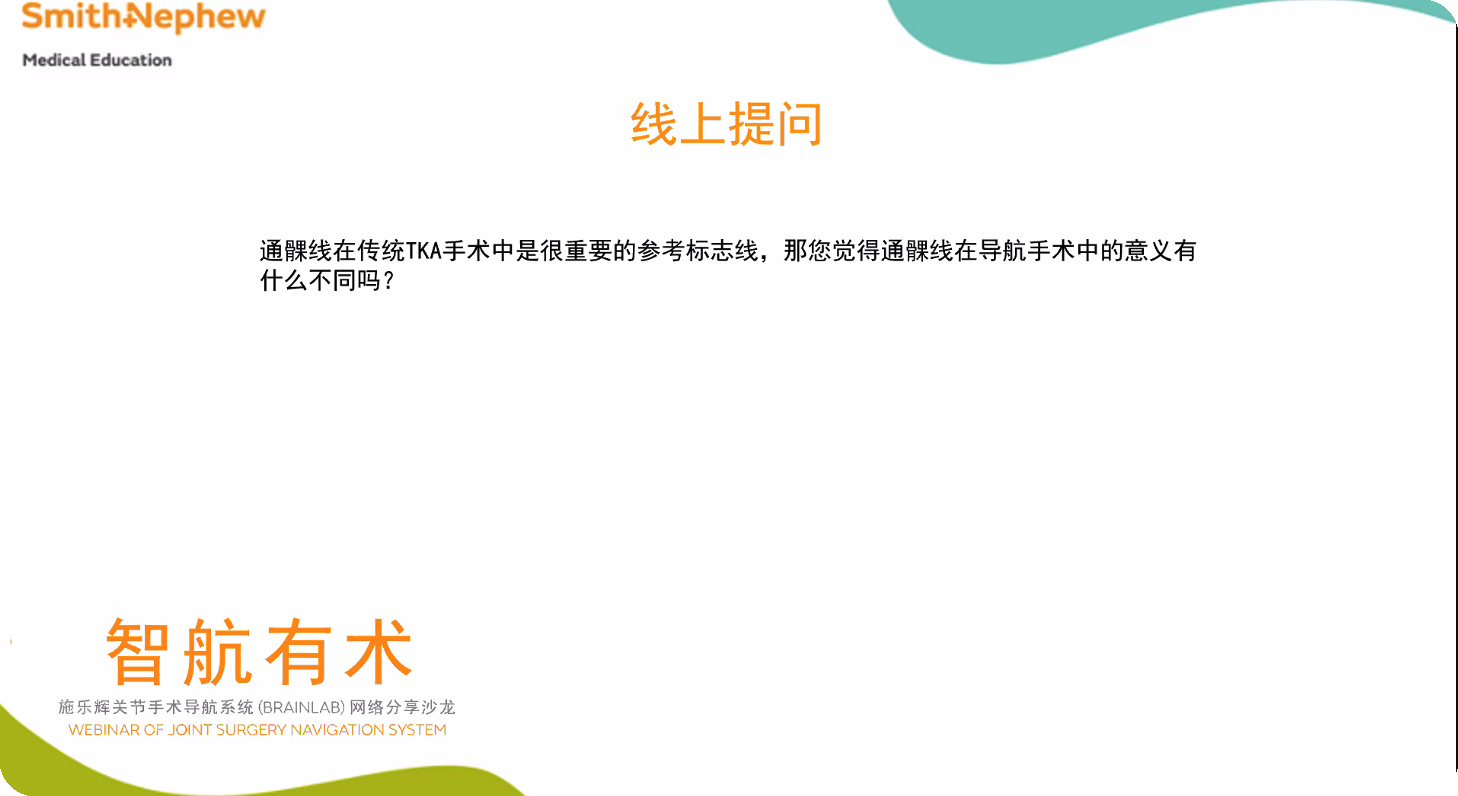 Smith+Nephew
Medical Education
线上提问
通髁线在传统TKA手术中是很重要的参考标志线，那您觉得通髁线在导航手术中的意义有
什么不同吗？
智航有术
施乐辉关节手术导航系统(BRAINLAB)网络分享沙龙
WEBINAR OF JOINT SURGERY NAVIGATION SYSTEM